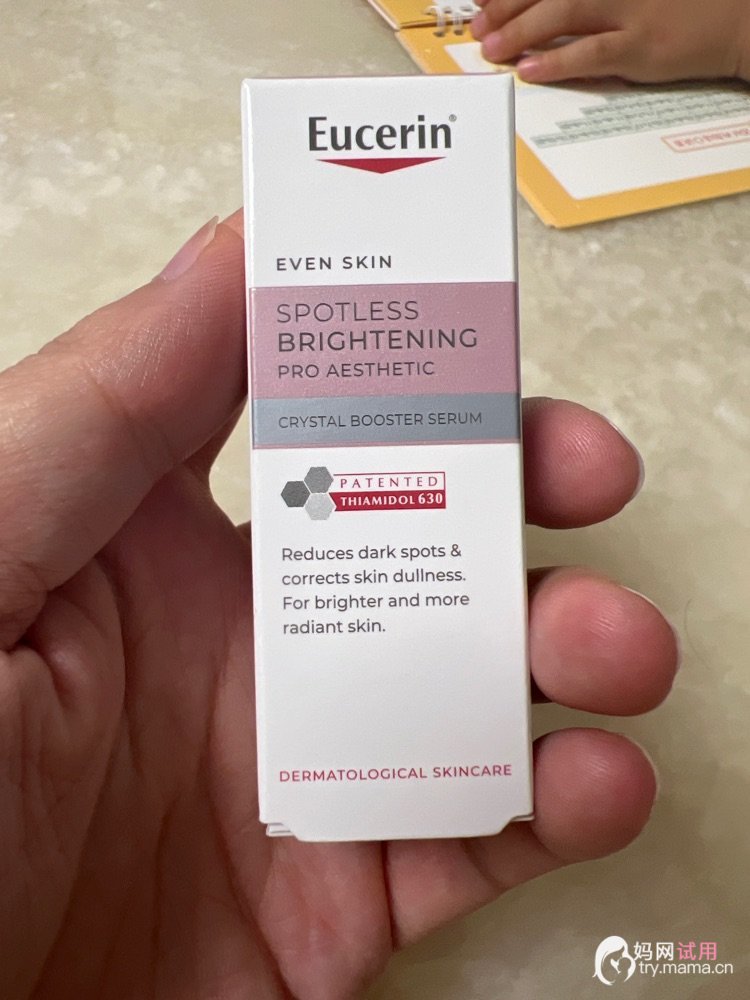 Eucerin®
EVEN SKIN
SPOTLESS
BRIGHTENING
PRO AESTHETIC
CRYSTAL BOOSTER SERUM
PATENTED
THIAMIDOL 630
Reduces dark spots &
corrects skin dullness.
For brighter and more
radiant skin.
DERMATOLOGICAL SKINCARE
妈网试用
try.mama.cn